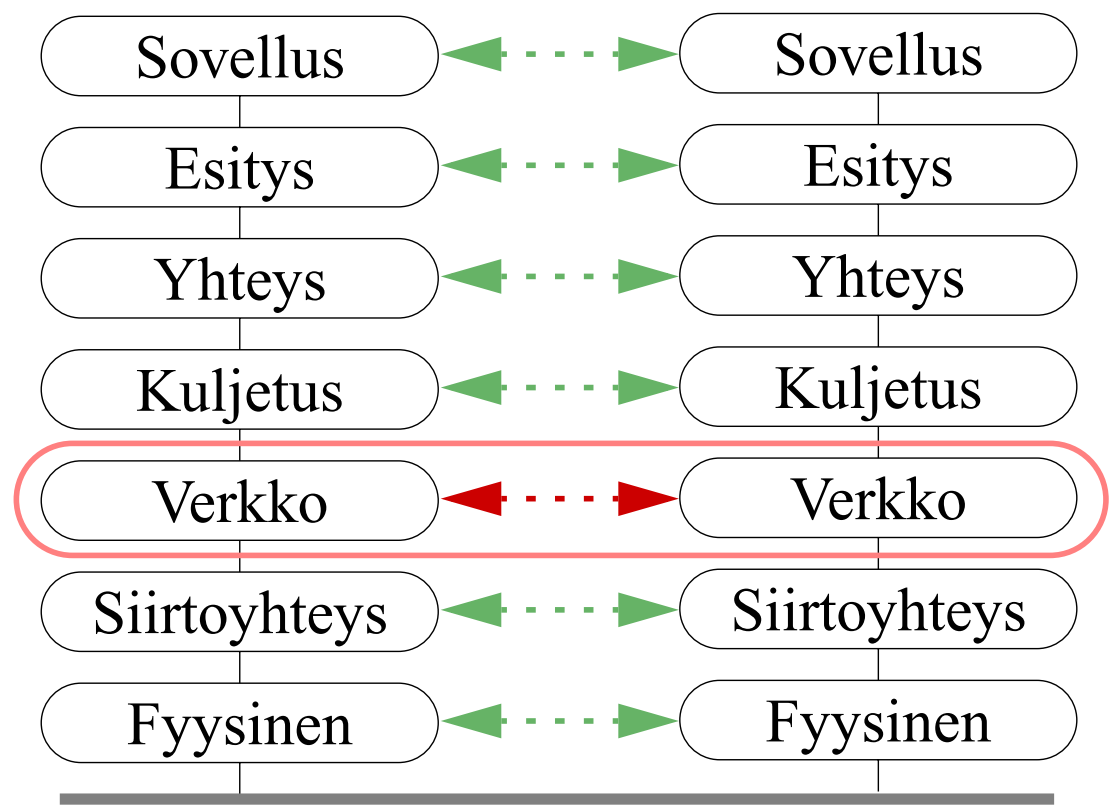 Sovellus
Sovellus
Esitys
Esitys
Yhteys
Yhteys
Kuljetus
Kuljetus
Verkko
Verkko
Siirtoyhteys
Siirtoyhteys
Fyysinen
Fyysinen